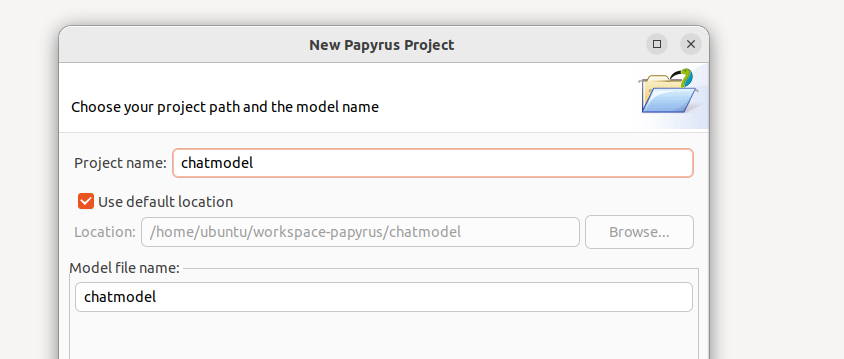 New Papyrus Project
Choose your project path and the model name
Project name: chatmodel
Use default location
Location: /home/ubuntu/workspace-papyrus/chatmodel Browse...
Model file name:
chatmodel